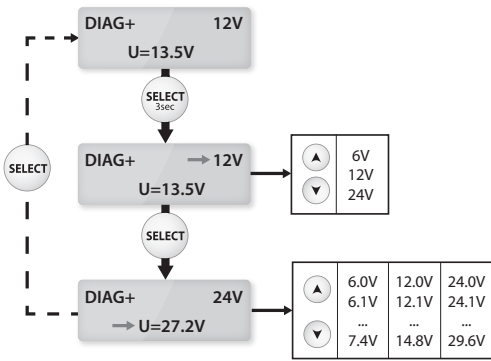 DIAG+ 12V
U=13.5V
SELECT
3sec
SELECT
DIAG+ 12V
U=13.5V
6V
12V
24V
SELECT
DIAG+ 24V
U=27.2V
6.0V 12.0V 24.0V
6.1V 12.1V 24.1V
... ... ...
7.4V 14.8V 29.6V